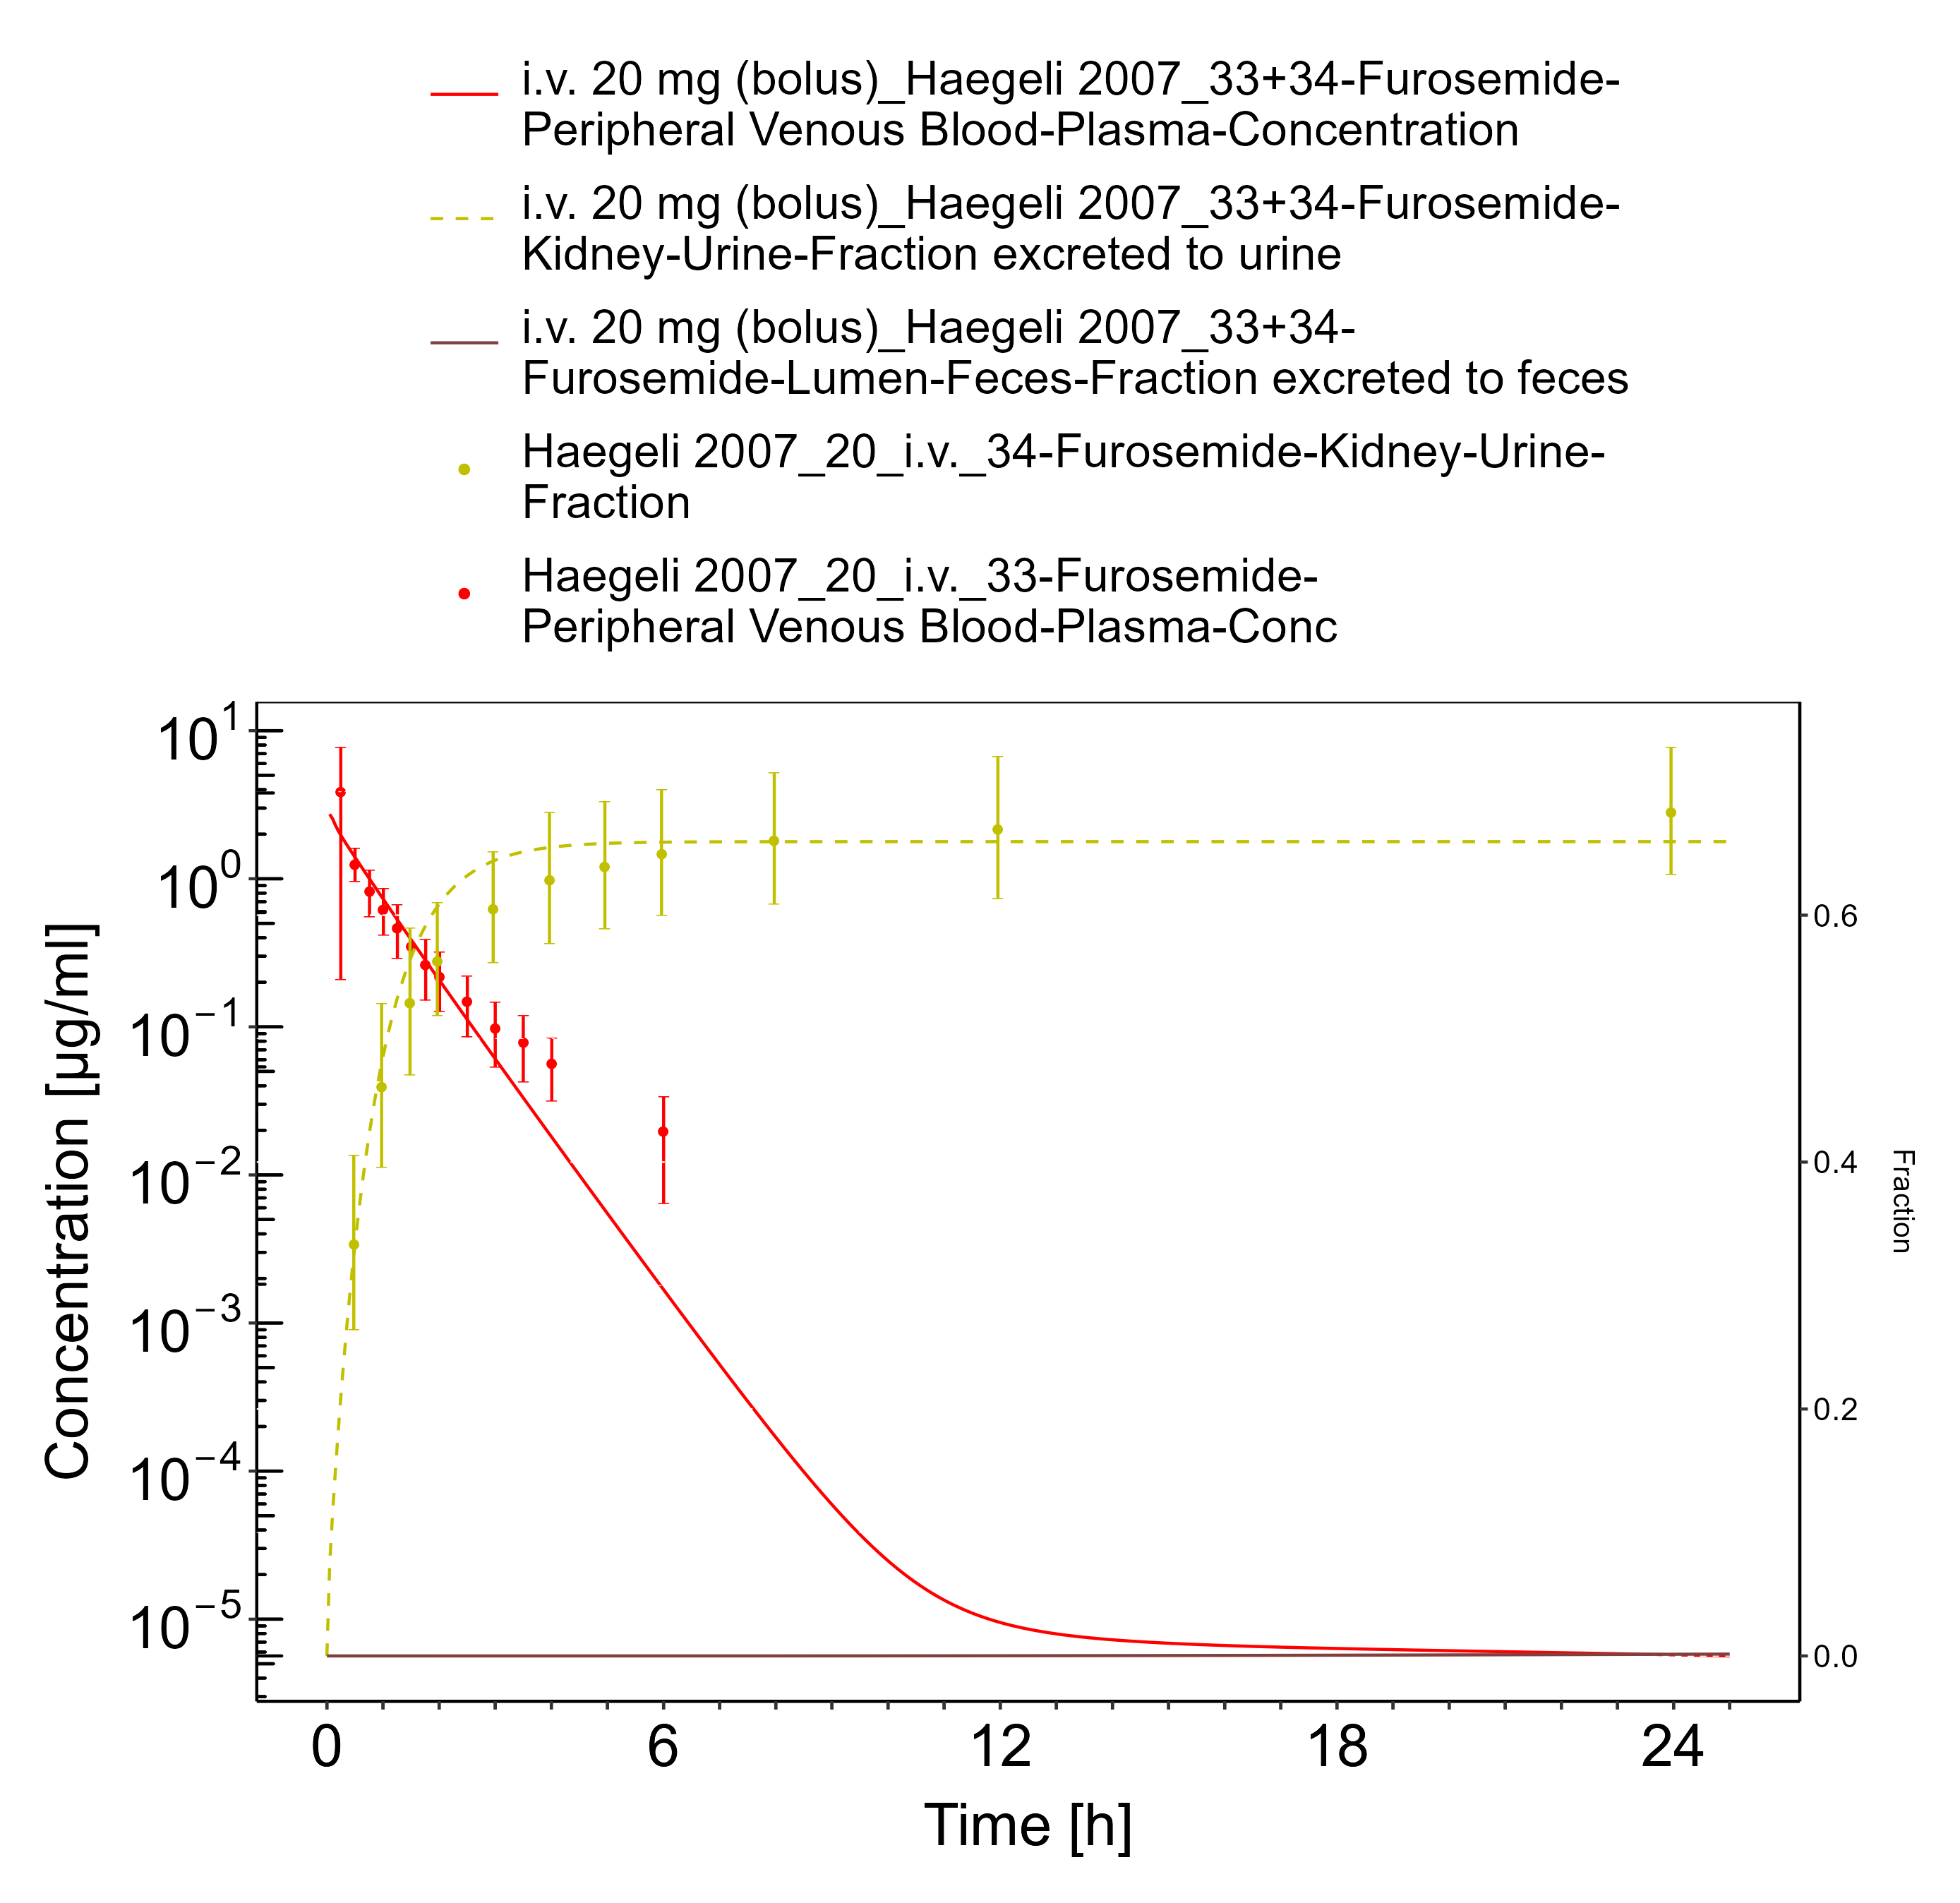 i.v. 20 mg (bolus)_Haegeli 2007_33+34-Furosemide-
Peripheral Venous Blood-Plasma-Concentration
i.v. 20 mg (bolus)_Haegeli 2007_33+34-Furosemide-
Kidney-Urine-Fraction excreted to urine
i.v. 20 mg (bolus)_Haegeli 2007_33+34-
Furosemide-Lumen-Feces-Fraction excreted to feces
Haegeli 2007_20_i.v._34-Furosemide-Kidney-Urine-
Fraction
Haegeli 2007_20_i.v._33-Furosemide-
Peripheral Venous Blood-Plasma-Conc
10^1
10^0
10^−1
10^−2
10^−3
10^−4
10^−5
Concentration [µg/ml]
0.6
0.4
0.2
0.0
Fraction
0 6 12 18 24
Time [h]